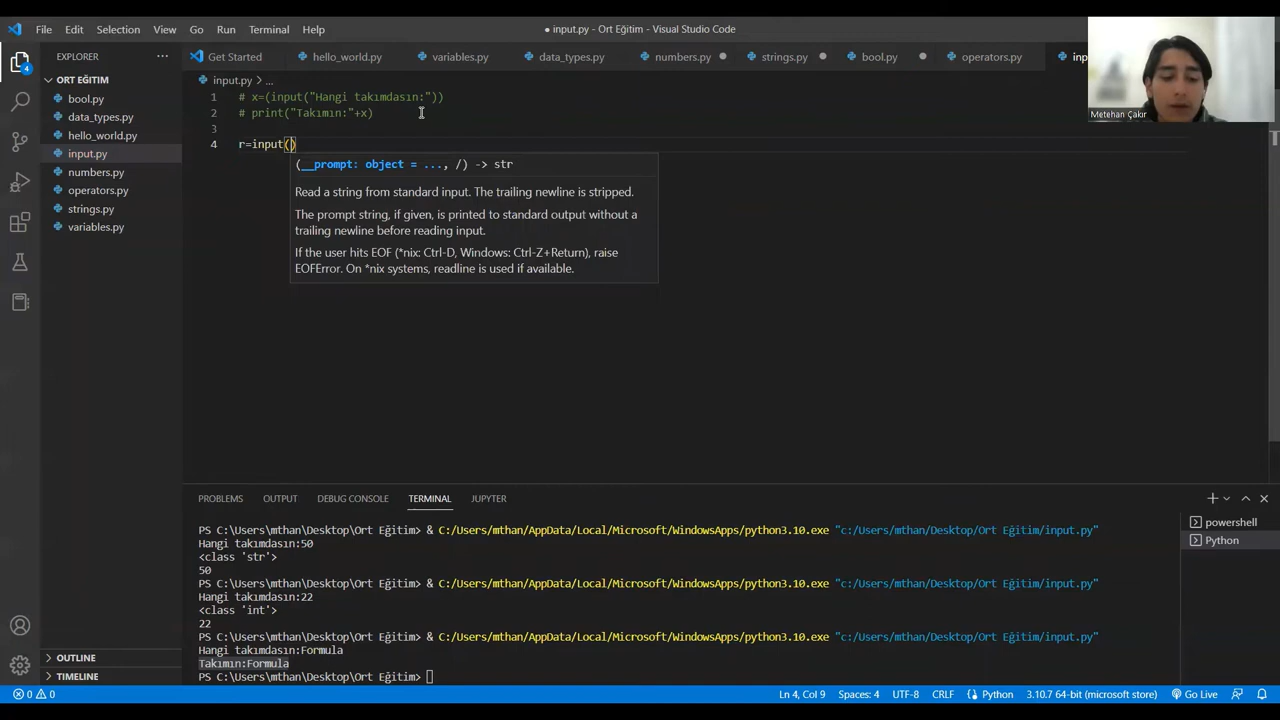 File Edit Selection View Go Run Terminal Help
● input.py - Ort Eğitim - Visual Studio Code
EXPLORER
Get Started
hello_world.py
variables.py
data_types.py
numbers.py
strings.py
bool.py
operators.py
Metehan Çakır
ORT EĞİTİM
bool.py
data_types.py
hello_world.py
input.py
numbers.py
operators.py
strings.py
variables.py
OUTLINE
TIMELINE
4
input.py > ...
1 # x=(input("Hangi takımdasın:"))
2 # print("Takımın:"+x)
3
4 r=input()
(__prompt: object = ..., /) -> str
Read a string from standard input. The trailing newline is stripped.
The prompt string, if given, is printed to standard output without a
trailing newline before reading input.
If the user hits EOF (*nix: Ctrl-D, Windows: Ctrl-Z+Return), raise
EOFError. On *nix systems, readline is used if available.
PROBLEMS OUTPUT DEBUG CONSOLE TERMINAL JUPYTER
PS C:\Users\mthan\Desktop\Ort Eğitim> & C:/Users/mthan/AppData/Local/Microsoft/WindowsApps/python3.10.exe "c:/Users/mthan/Desktop/Ort Eğitim/input.py"
Hangi takımdasın:50
<class 'str'>
50
PS C:\Users\mthan\Desktop\Ort Eğitim> & C:/Users/mthan/AppData/Local/Microsoft/WindowsApps/python3.10.exe "c:/Users/mthan/Desktop/Ort Eğitim/input.py"
Hangi takımdasın:22
<class 'int'>
22
PS C:\Users\mthan\Desktop\Ort Eğitim> & C:/Users/mthan/AppData/Local/Microsoft/WindowsApps/python3.10.exe "c:/Users/mthan/Desktop/Ort Eğitim/input.py"
Hangi takımdasın:Formula
Takımın:Formula
PS C:\Users\mthan\Desktop\Ort Eğitim>
powershell
Python
0 0
Ln 4, Col 9 Spaces: 4 UTF-8 CRLF Python 3.10.7 64-bit (microsoft store) Go Live